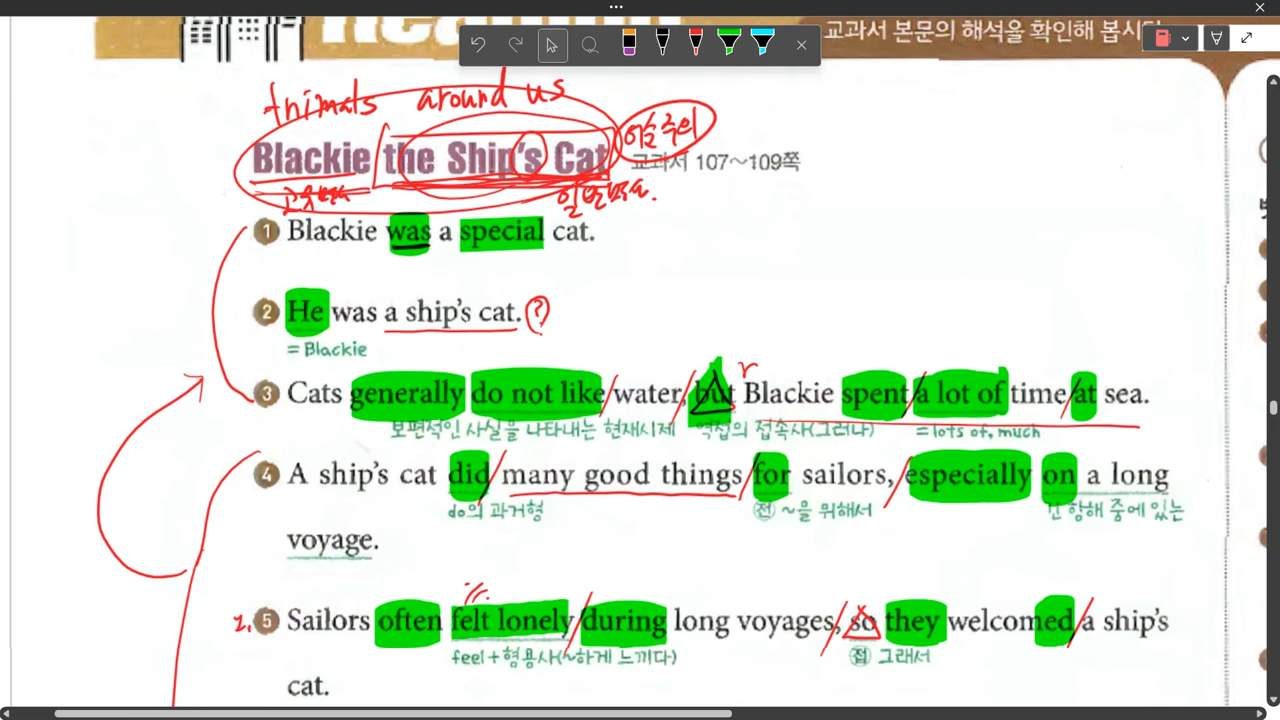 교과서 본문의 해석을 확인해 봅시다
Animals around us
Blackie the Ship's Cat
어순 주의
교과서 107~109쪽
고유명사
일반명사.
1 Blackie was a special cat.
2 He was a ship's cat. (?)
= Blackie
3 Cats generally do not like water, but Blackie spent a lot of time at sea.
보편적인 사실을 나타내는 현재시제 역접의 접속사(그러나) = lots of, much
4 A ship's cat did many good things for sailors, especially on a long
do의 과거형 전 ~을 위해서 긴 항해 중에 있는
voyage.
5 Sailors often felt lonely during long voyages, so they welcomed a ship's
feel + 형용사(~하게 느끼다) 접 그래서
cat.